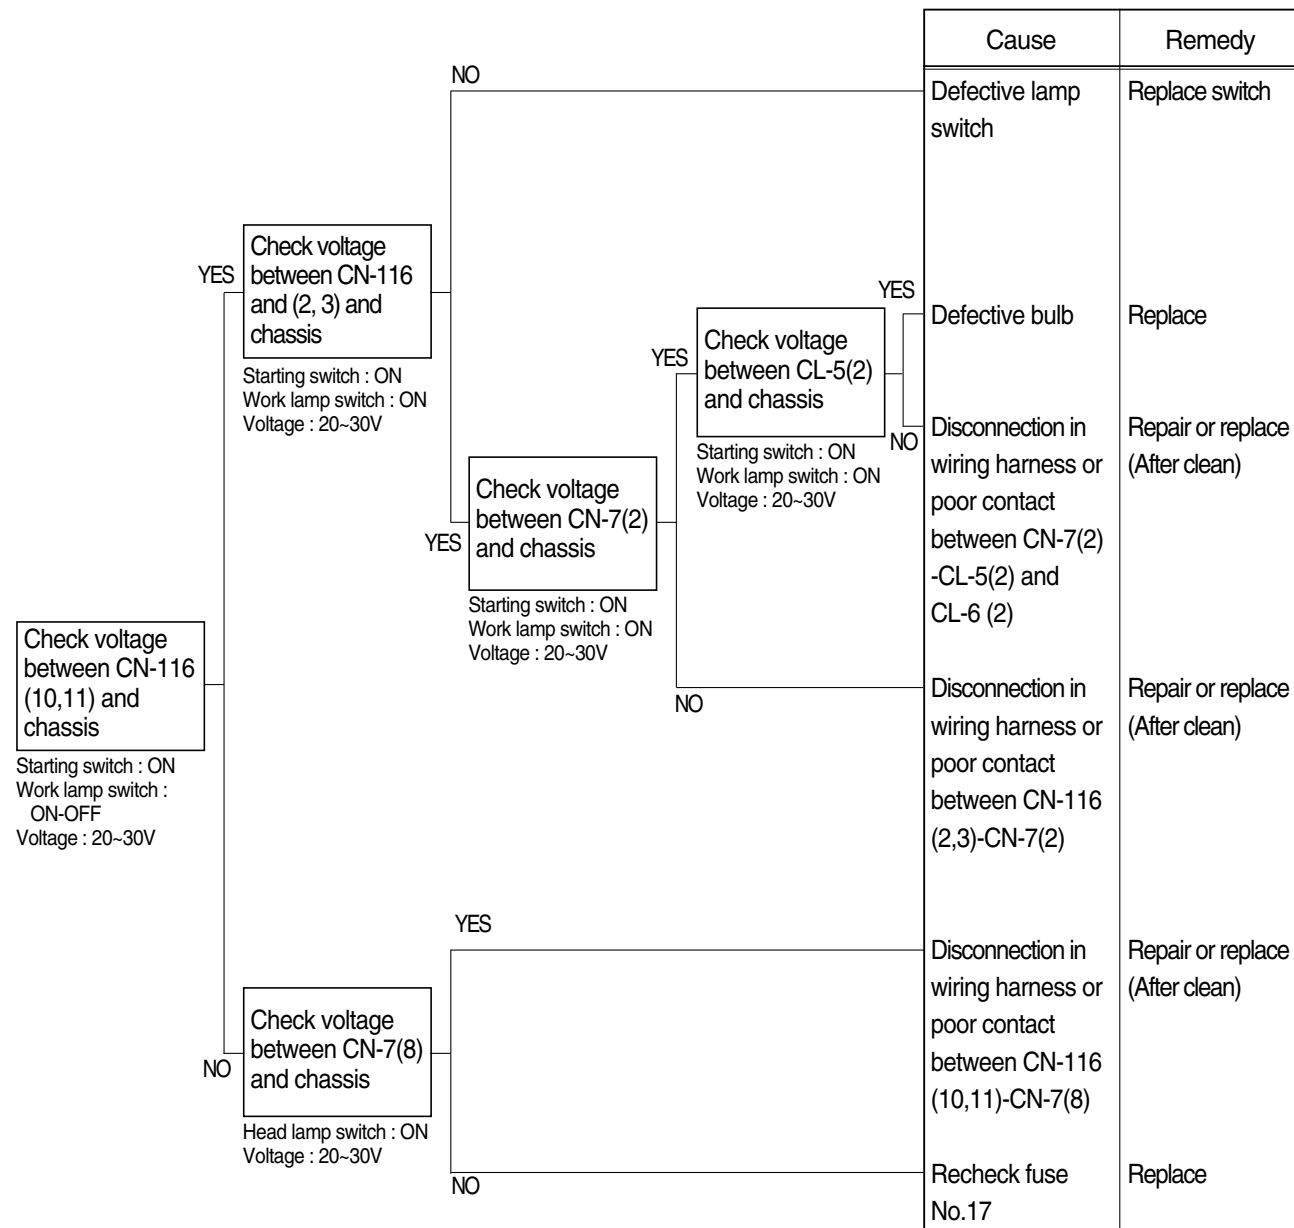 Cause
Remedy
NO
Defective lamp
switch
Replace switch
YES
Check voltage
between CN-116
and (2, 3) and
chassis
Starting switch : ON
Work lamp switch : ON
Voltage : 20~30V
YES
Check voltage
between CL-5(2)
and chassis
Starting switch : ON
Work lamp switch : ON
Voltage : 20~30V
YES
Defective bulb
Replace
NO
Disconnection in
wiring harness or
poor contact
between CN-7(2)
-CL-5(2) and
CL-6 (2)
Repair or replace
(After clean)
YES
Check voltage
between CN-7(2)
and chassis
Starting switch : ON
Work lamp switch : ON
Voltage : 20~30V
NO
Disconnection in
wiring harness or
poor contact
between CN-116
(2,3)-CN-7(2)
Repair or replace
(After clean)
Check voltage
between CN-116
(10,11) and
chassis
Starting switch : ON
Work lamp switch :
ON-OFF
Voltage : 20~30V
YES
Disconnection in
wiring harness or
poor contact
between CN-116
(10,11)-CN-7(8)
Repair or replace
(After clean)
NO
Check voltage
between CN-7(8)
and chassis
Head lamp switch : ON
Voltage : 20~30V
NO
Recheck fuse
No.17
Replace